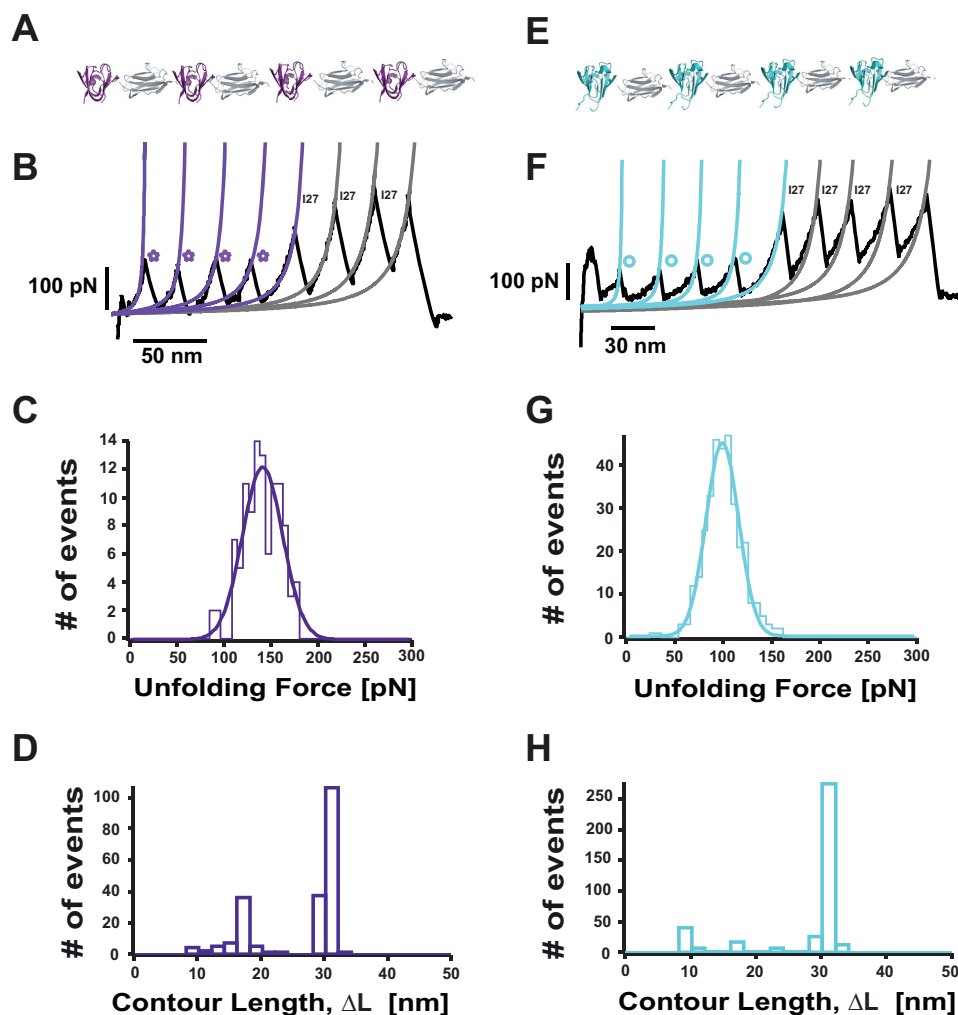 A
E
B
I27
I27
I27
100 pN
50 nm
F
I27
I27
I27
I27
100 pN
30 nm
C
14
12
10
8
6
4
2
0
# of events
0 50 100 150 200 250 300
Unfolding Force [pN]
G
40
30
20
10
0
# of events
0 50 100 150 200 250 300
Unfolding Force [pN]
D
100
80
60
40
20
0
# of events
0 10 20 30 40 50
Contour Length, ΔL [nm]
H
250
200
150
100
50
0
# of events
0 10 20 30 40 50
Contour Length, ΔL [nm]